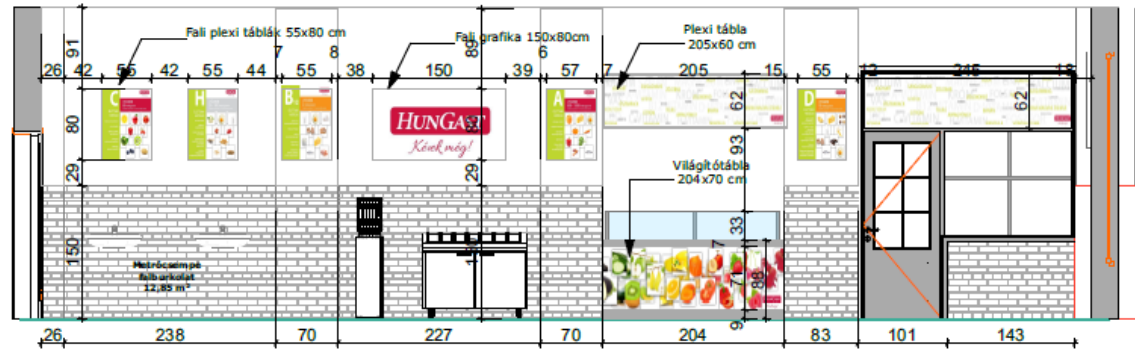 Fali plexi táblák 55x80 cm
Fali grafika 150x80cm
Plexi tábla
205x60 cm
91
89
7
8
6
26
42
55
42
55
44
55
38
150
39
57
7
205
15
55
12
245
18
C
H
B
A
D
80
62
62
HUNGAST
Kérek még!
93
29
29
Világítótábla
204x70 cm
33
7
150
Metrócsempe
falburkolat
12,85 m²
71
88
9
26
238
70
227
70
204
83
101
143